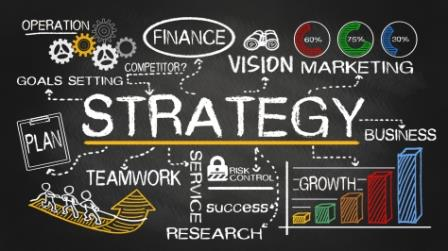 OPERATION
FINANCE
60%
75%
30%
COMPETITOR?
VISION
MARKETING
GOALS SETTING
STRATEGY
BUSINESS
PLAN
TEAMWORK
SERVICE
RISK
CONTROL
GROWTH
success
RESEARCH